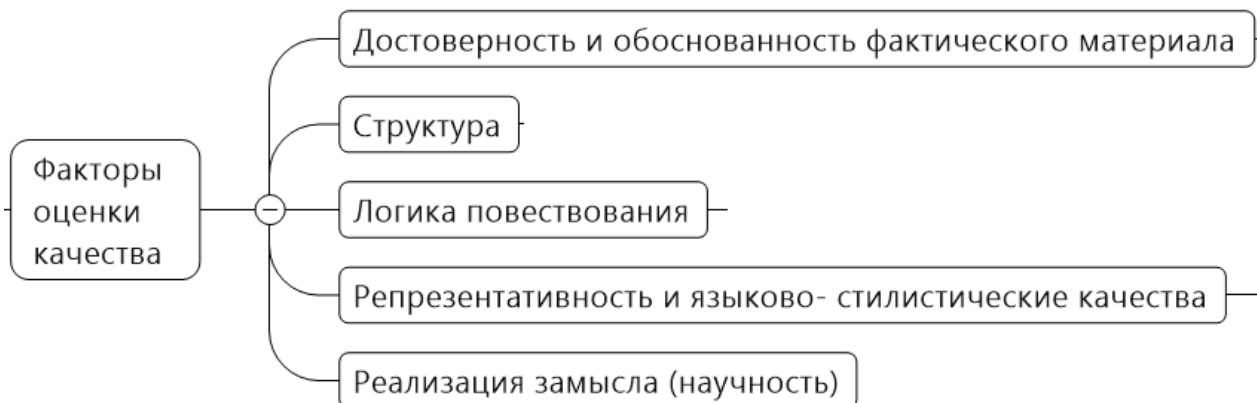 Факторы
оценки
качества
Достоверность и обоснованность фактического материала
Структура
Логика повествования
Репрезентативность и языково- стилистические качества
Реализация замысла (научность)